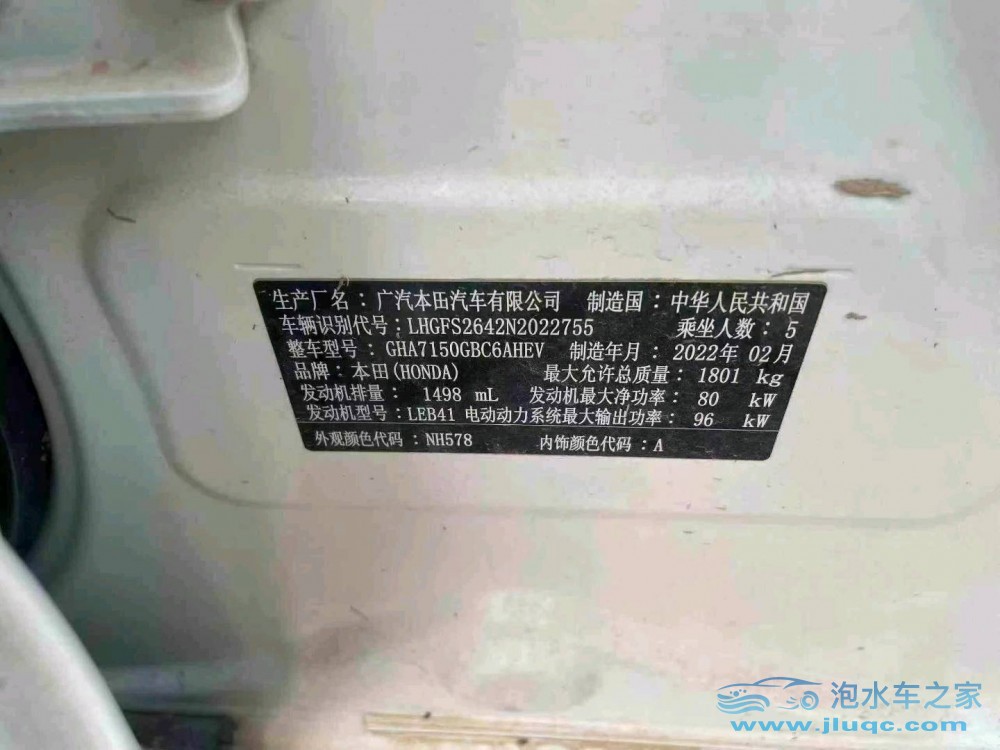 生产厂名：广汽本田汽车有限公司 制造国：中华人民共和国
车辆识别代号：LHGFS2642N2022755 乘坐人数：5
整车型号：GHA7150GBC6AHEV 制造年月：2022年 02月
品牌：本田(HONDA) 最大允许总质量：1801 kg
发动机排量：1498 mL 发动机最大净功率：80 kW
发动机型号：LEB41 电动动力系统最大输出功率：96 kW
外观颜色代码：NH578 内饰颜色代码：A
泡水车之家
www.jluqc.com